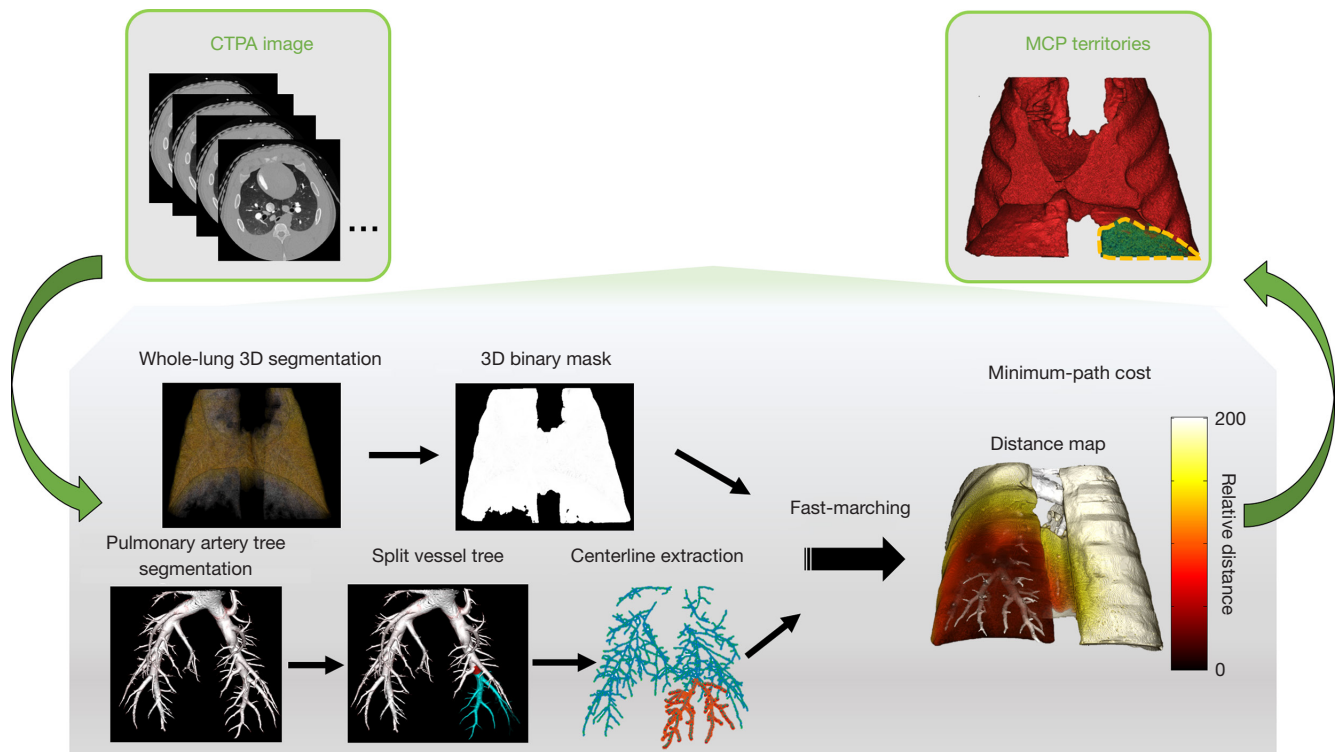 CTPA image
...
MCP territories
Whole-lung 3D segmentation
3D binary mask
Minimum-path cost
Distance map
200
Relative distance
0
Fast-marching
Pulmonary artery tree
segmentation
Split vessel tree
Centerline extraction